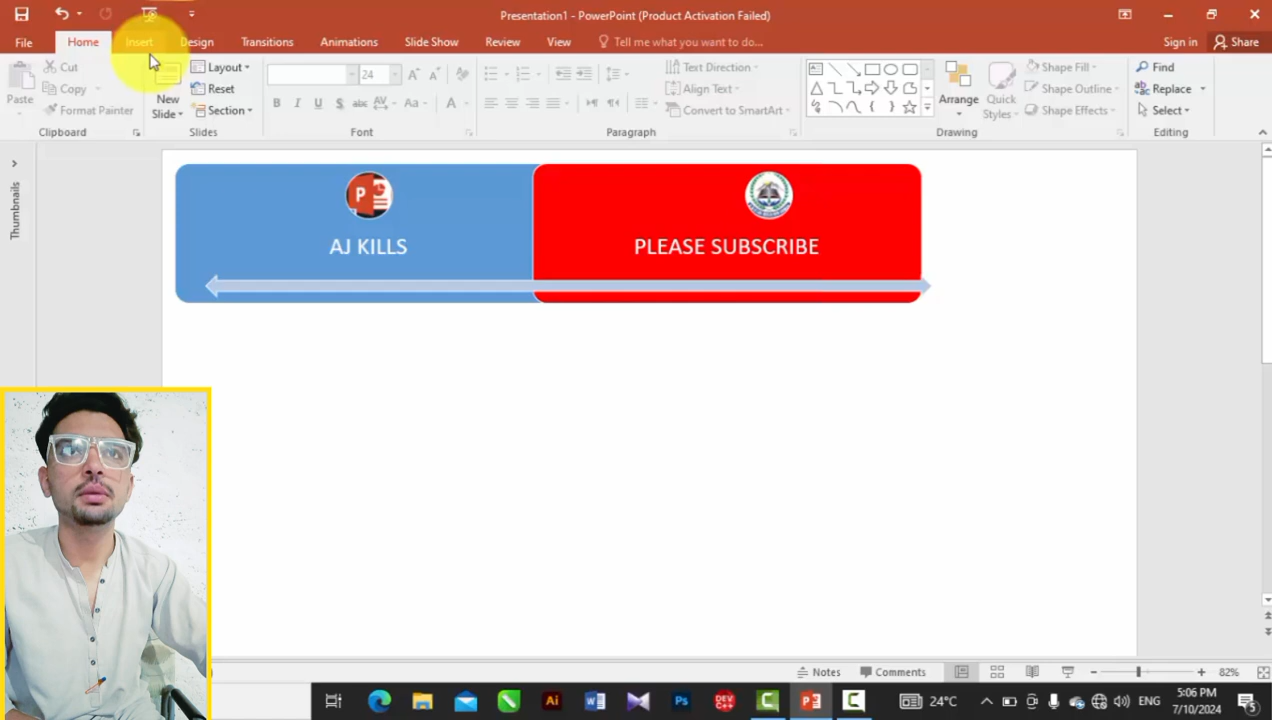 Presentation1 - PowerPoint (Product Activation Failed)
File Home Insert Design Transitions Animations Slide Show Review View Tell me what you want to do... Sign in Share
Cut Layout 24 Text Direction Shape Fill Find
Paste Copy Reset Align Text Arrange Quick Styles Shape Outline Replace
Format Painter New Slide Section B I U S abc AV Aa A Convert to SmartArt Shape Effects Select
Clipboard Slides Font Paragraph Drawing Editing
Thumbnails
P
AJ KILLS
PLEASE SUBSCRIBE
Notes Comments 82%
24°C ENG 5:06 PM
7/10/2024